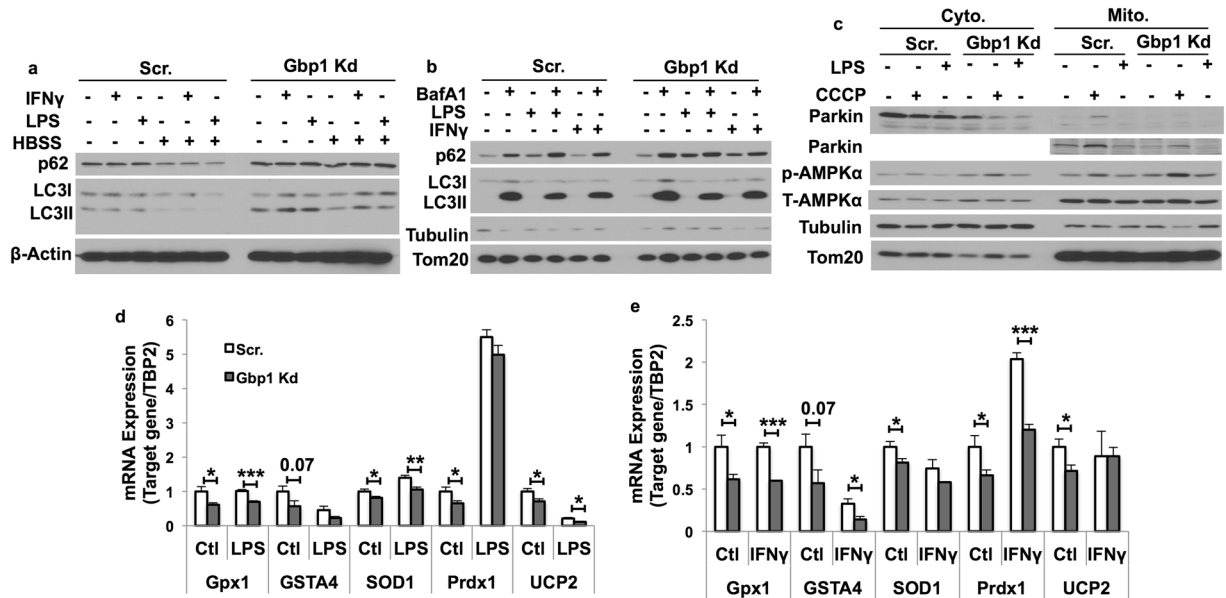 a
Scr. Gbp1 Kd
IFNγ - + - - + - - + - - + -
LPS - - + - - + - - + - - +
HBSS - - - + + + - - - + + +
p62
LC3I
LC3II
β-Actin
b
Scr. Gbp1 Kd
BafA1 - + - + - + - + - + - +
LPS - - + + - - - - + + - -
IFNγ - - - - + + - - - - + +
p62
LC3I
LC3II
Tubulin
Tom20
c
Cyto. Mito.
Scr. Gbp1 Kd Scr. Gbp1 Kd
LPS - - + - - + - - + - - +
CCCP - + - - + - - + - - + -
Parkin
Parkin
p-AMPKα
T-AMPKα
Tubulin
Tom20
d
mRNA Expression
(Target gene/TBP2)
6
5
4
3
2
1
0
Scr.
Gbp1 Kd
* *** 0.07 * ** * * *
Ctl LPS Ctl LPS Ctl LPS Ctl LPS Ctl LPS
Gpx1 GSTA4 SOD1 Prdx1 UCP2
e
mRNA Expression
(Target gene/TBP2)
2.5
2
1.5
1
0.5
0
* *** 0.07 * * * *** *
Ctl IFNγ Ctl IFNγ Ctl IFNγ Ctl IFNγ Ctl IFNγ
Gpx1 GSTA4 SOD1 Prdx1 UCP2